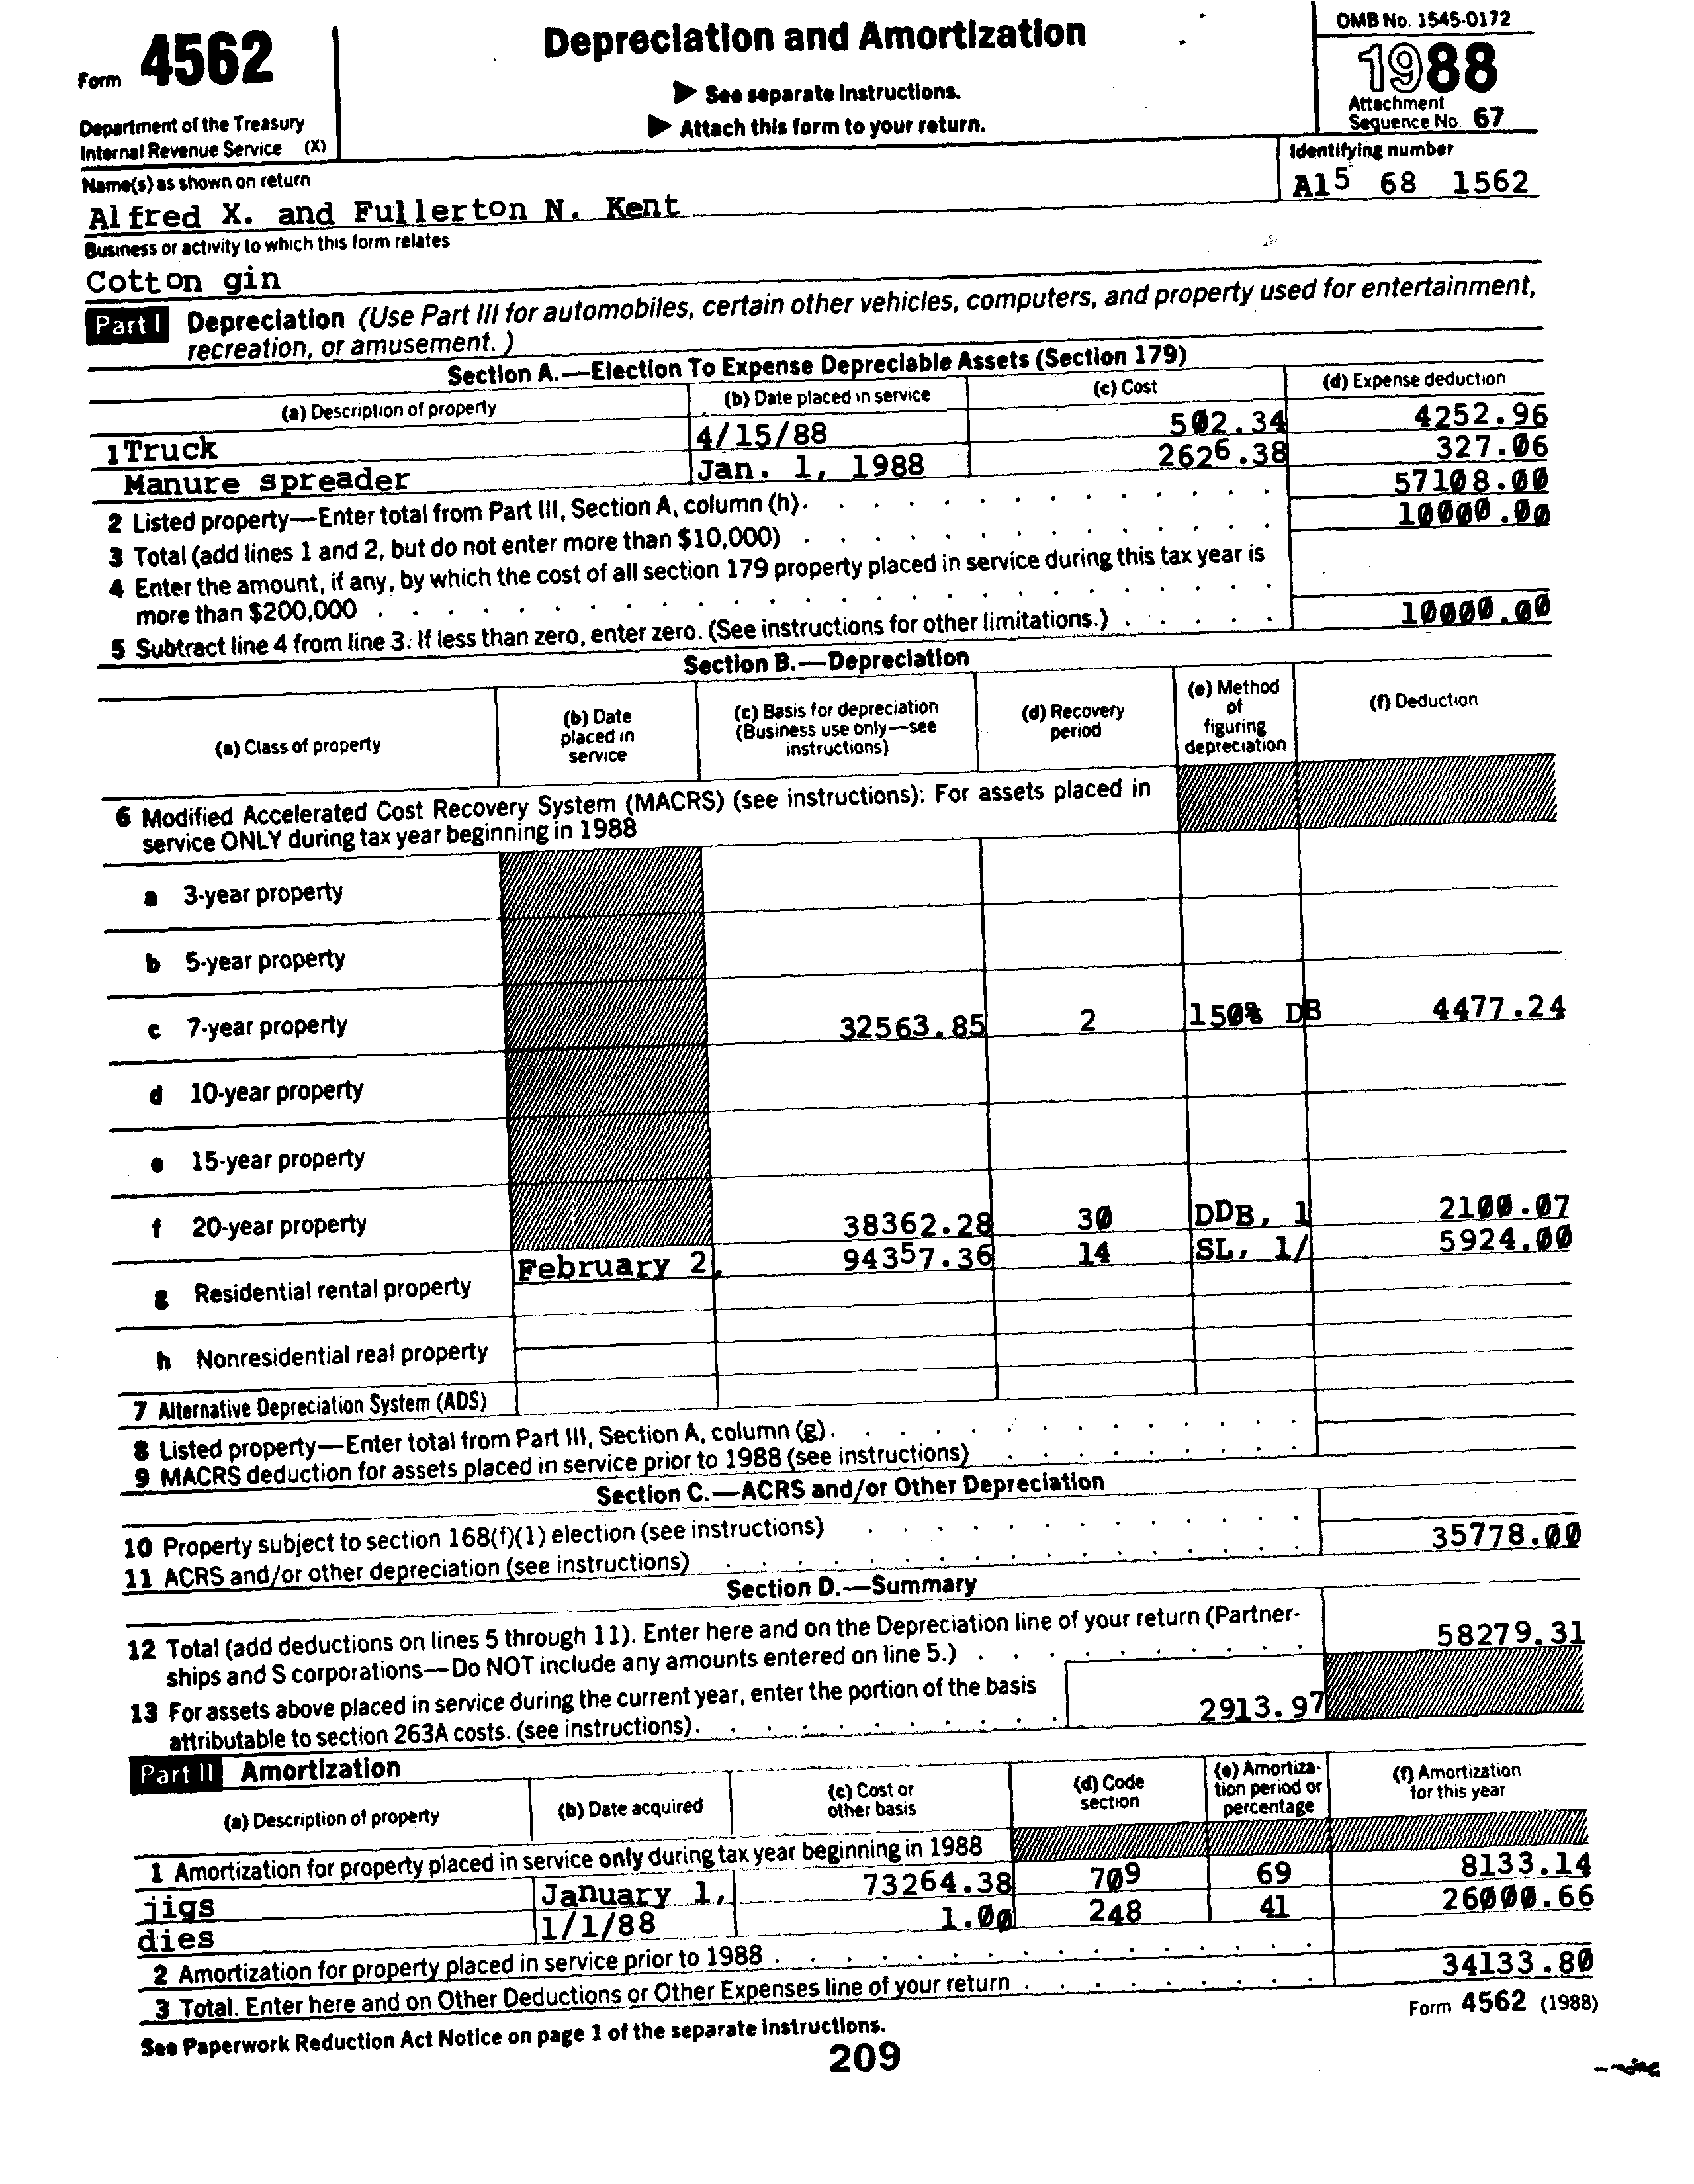 Form 4562
Department of the Treasury
Internal Revenue Service (X)
Depreciation and Amortization
▶ See separate Instructions.
▶ Attach this form to your return.
OMB No. 1545-0172
1988
Attachment
Sequence No. 67
Name(s) as shown on return
Alfred X. and Fullerton N. Kent
Identifying number
A15 68 1562
Business or activity to which this form relates
Cotton gin
Part I Depreciation (Use Part III for automobiles, certain other vehicles, computers, and property used for entertainment,
recreation, or amusement.)
Section A.—Election To Expense Depreciable Assets (Section 179)
(a) Description of property (b) Date placed in service (c) Cost (d) Expense deduction
1 Truck 4/15/88 502.34 4252.96
Manure spreader Jan. 1, 1988 2626.38 327.06
2 Listed property—Enter total from Part III, Section A, column (h). 57108.00
3 Total (add lines 1 and 2, but do not enter more than $10,000) 10000.00
4 Enter the amount, if any, by which the cost of all section 179 property placed in service during this tax year is
more than $200,000
5 Subtract line 4 from line 3. If less than zero, enter zero. (See instructions for other limitations.) 10000.00
Section B.—Depreciation
(a) Class of property
(b) Date
placed in
service
(c) Basis for depreciation
(Business use only—see
instructions)
(d) Recovery
period
(e) Method
of
figuring
depreciation
(f) Deduction
6 Modified Accelerated Cost Recovery System (MACRS) (see instructions): For assets placed in
service ONLY during tax year beginning in 1988
a 3-year property
b 5-year property
c 7-year property 32563.85 2 150% DB 4477.24
d 10-year property
e 15-year property
f 20-year property 38362.28 30 DDB, 1 2100.07
g Residential rental property February 2, 94357.36 14 SL, 1/ 5924.00
h Nonresidential real property
7 Alternative Depreciation System (ADS)
8 Listed property—Enter total from Part III, Section A, column (g).
9 MACRS deduction for assets placed in service prior to 1988 (see instructions)
Section C.—ACRS and/or Other Depreciation
10 Property subject to section 168(f)(1) election (see instructions)
11 ACRS and/or other depreciation (see instructions) 35778.00
Section D.—Summary
12 Total (add deductions on lines 5 through 11). Enter here and on the Depreciation line of your return (Partner-
ships and S corporations—Do NOT include any amounts entered on line 5.) 58279.31
13 For assets above placed in service during the current year, enter the portion of the basis
attributable to section 263A costs. (see instructions). 2913.97
Part II Amortization
(a) Description of property
(b) Date acquired
(c) Cost or
other basis
(d) Code
section
(e) Amortiza-
tion period or
percentage
(f) Amortization
for this year
1 Amortization for property placed in service only during tax year beginning in 1988
jigs January 1, 73264.38 709 69 8133.14
dies 1/1/88 1.00 248 41 26000.66
2 Amortization for property placed in service prior to 1988
3 Total. Enter here and on Other Deductions or Other Expenses line of your return 34133.80
See Paperwork Reduction Act Notice on page 1 of the separate Instructions.
Form 4562 (1988)
209